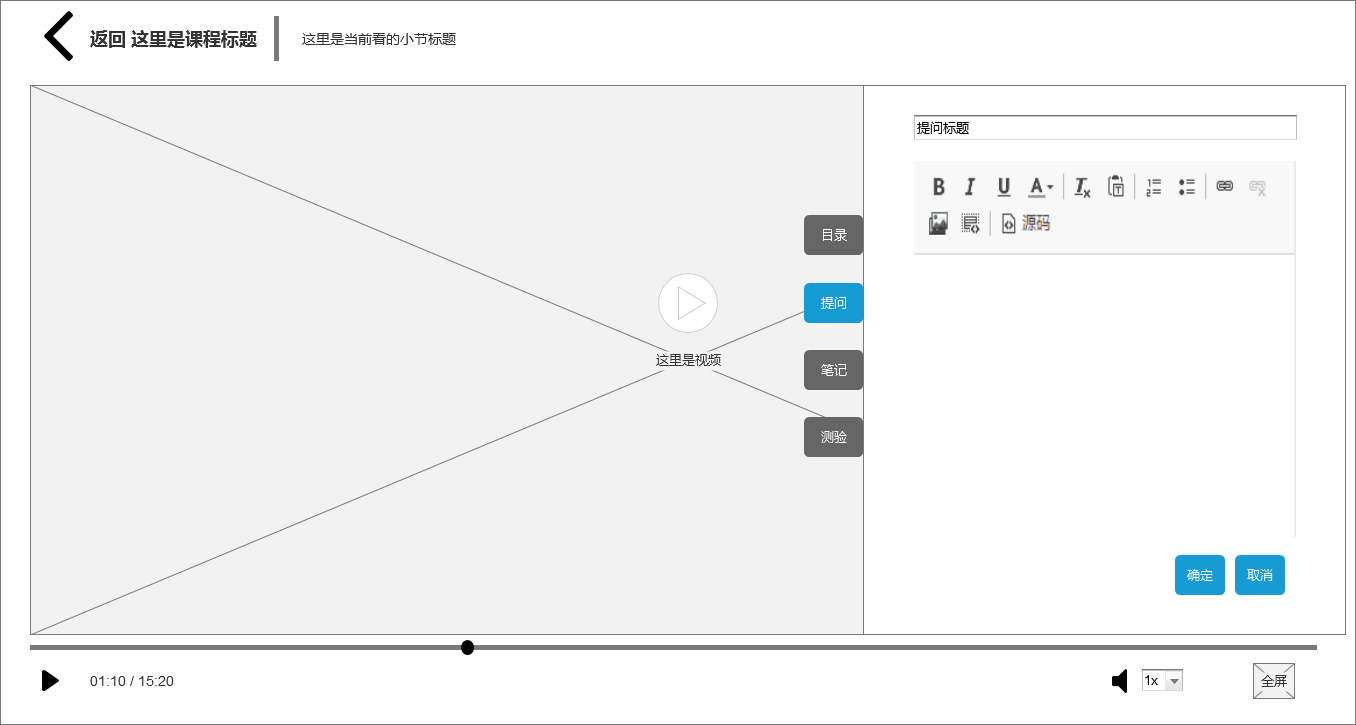 返回 这里是课程标题
这里是当前看的小节标题
提问标题
B I U A Tx
源码
目录
提问
这里是视频
笔记
测验
确定 取消
01:10 / 15:20
1x
全屏